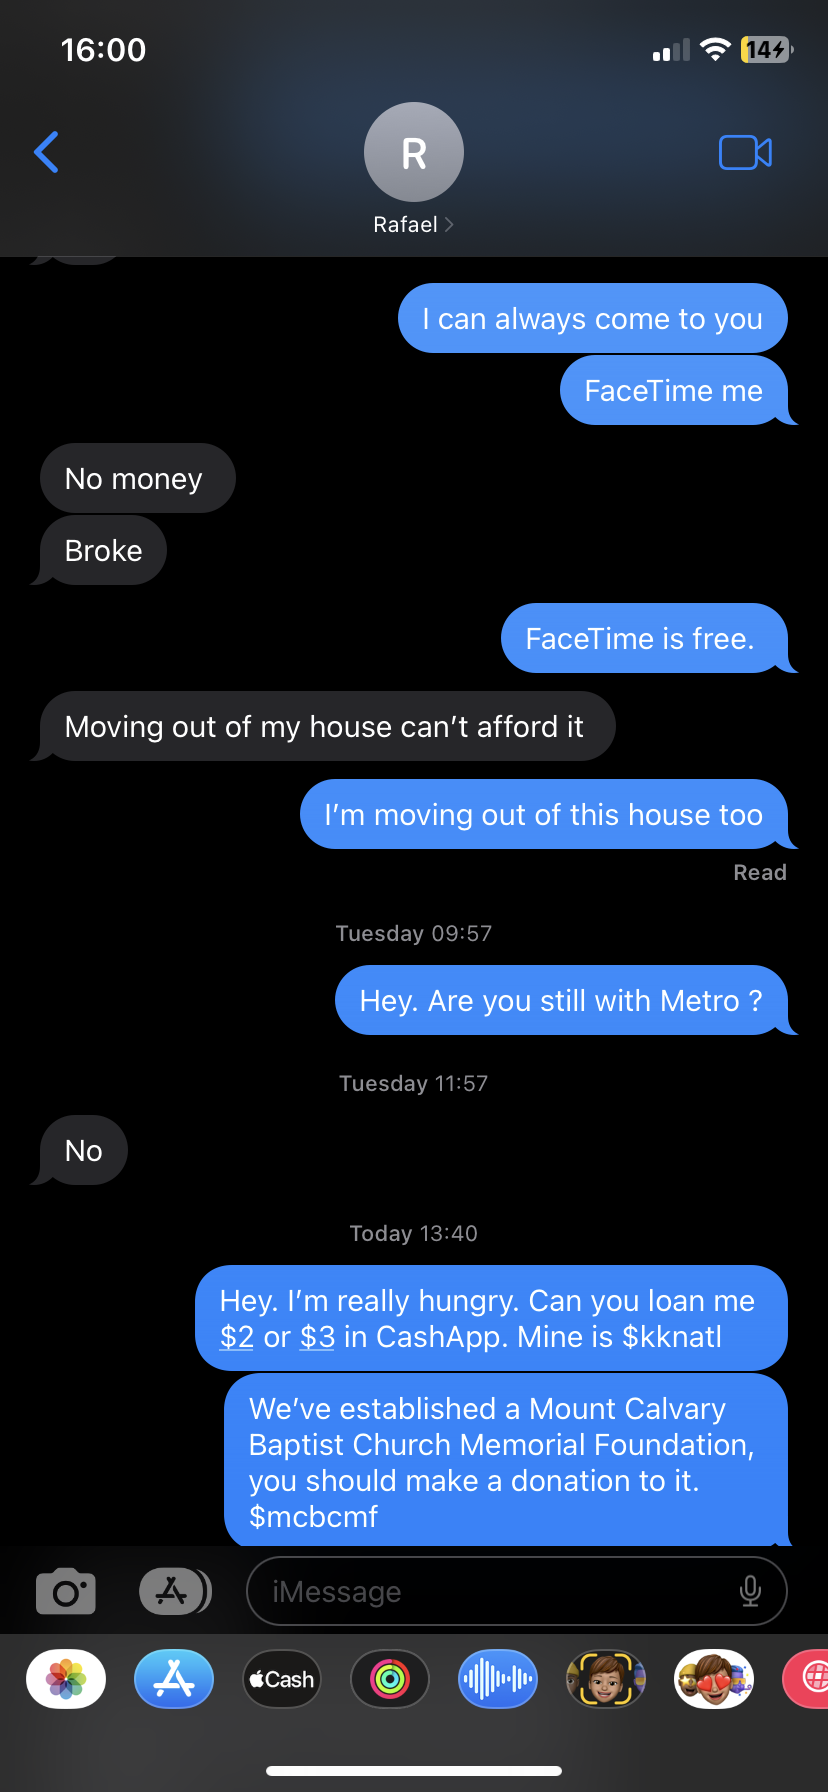 16:00
14
R
Rafael
I can always come to you
FaceTime me
No money
Broke
FaceTime is free.
Moving out of my house can’t afford it
I’m moving out of this house too
Read
Tuesday 09:57
Hey. Are you still with Metro ?
Tuesday 11:57
No
Today 13:40
Hey. I’m really hungry. Can you loan me
$2 or $3 in CashApp. Mine is $kknatl
We’ve established a Mount Calvary
Baptist Church Memorial Foundation,
you should make a donation to it.
$mcbcmf
iMessage
Cash